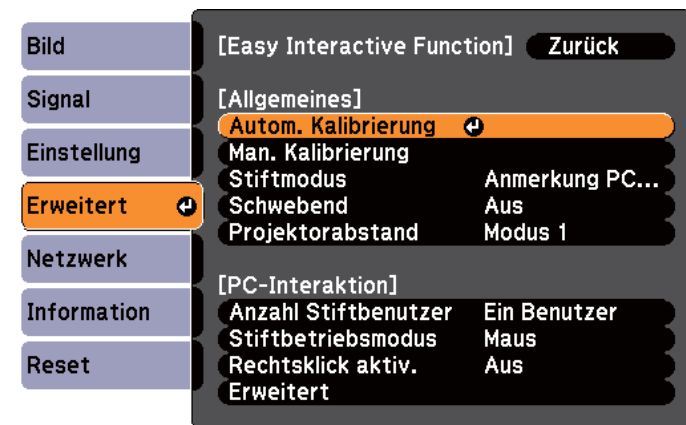 Bild
Signal
Einstellung
Erweitert
Netzwerk
Information
Reset
[Easy Interactive Function] Zurück
[Allgemeines]
Autom. Kalibrierung
Man. Kalibrierung
Stiftmodus Anmerkung PC...
Schwebend Aus
Projektorabstand Modus 1
[PC-Interaktion]
Anzahl Stiftbenutzer Ein Benutzer
Stiftbetriebsmodus Maus
Rechtsklick aktiv. Aus
Erweitert